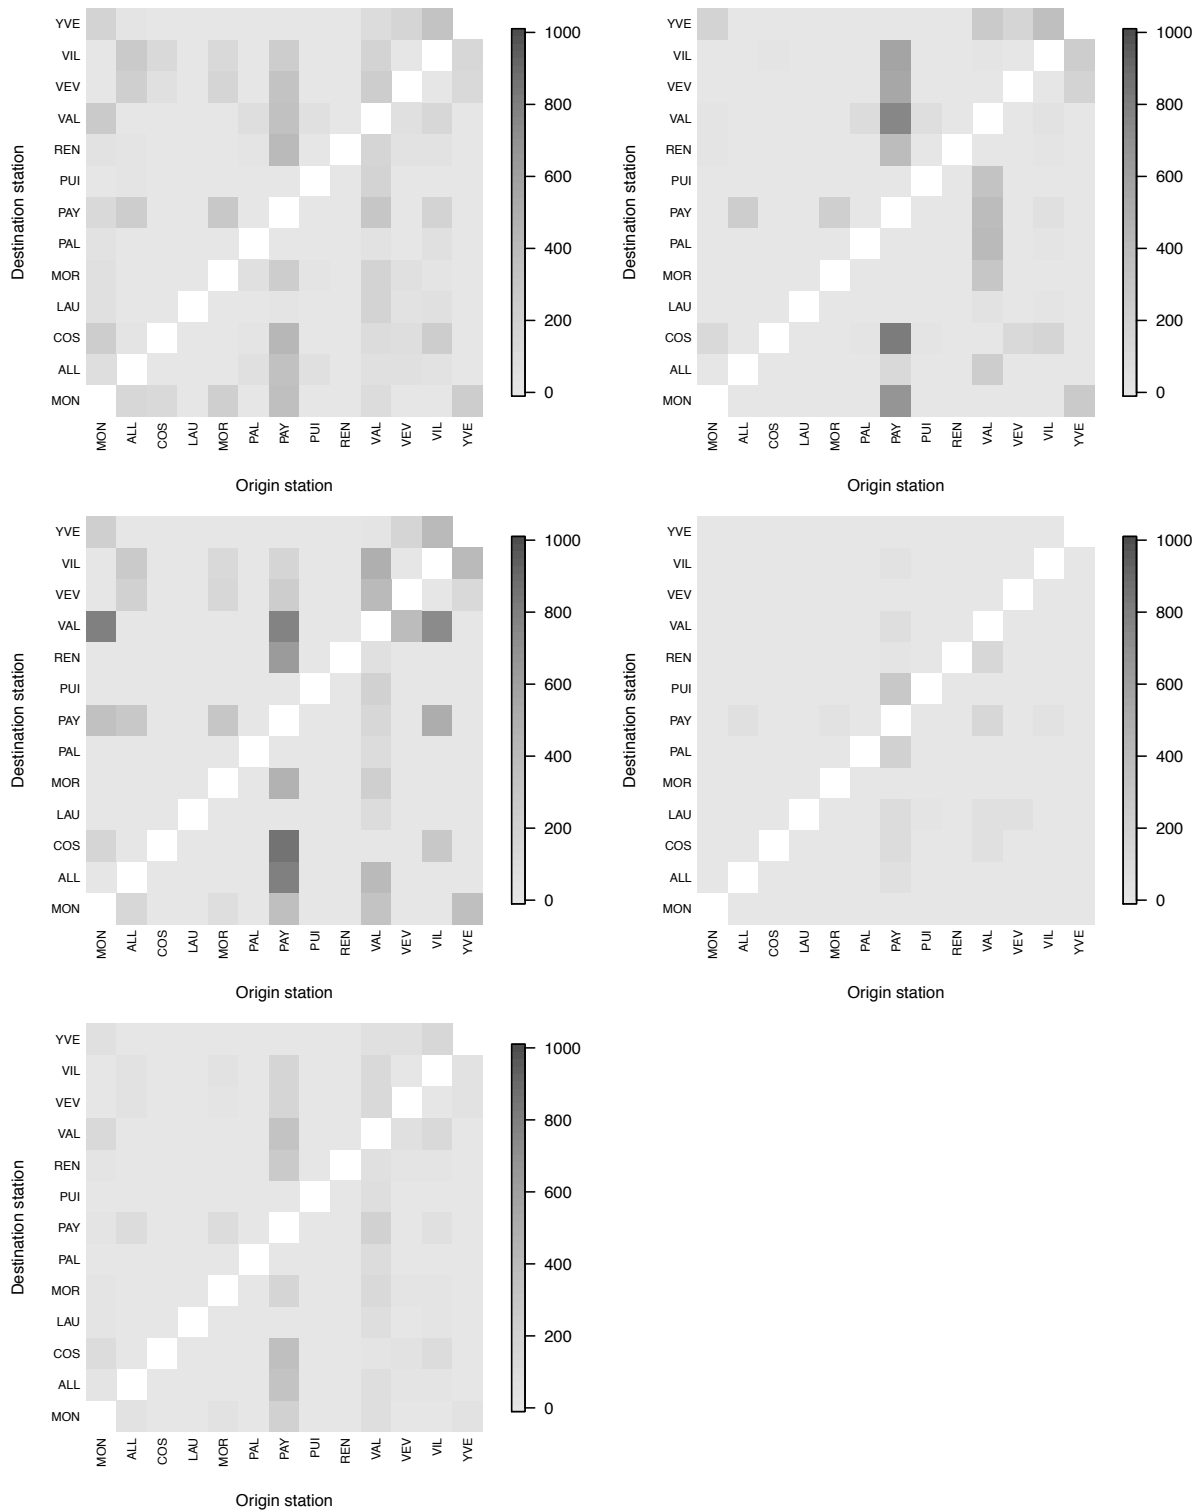 Destination station
YVE
VIL
VEV
VAL
REN
PUI
PAY
PAL
MOR
LAU
COS
ALL
MON
MON ALL COS LAU MOR PAL PAY PUI REN VAL VEV VIL YVE
Origin station
1000
800
600
400
200
0
Destination station
YVE
VIL
VEV
VAL
REN
PUI
PAY
PAL
MOR
LAU
COS
ALL
MON
MON ALL COS LAU MOR PAL PAY PUI REN VAL VEV VIL YVE
Origin station
1000
800
600
400
200
0
Destination station
YVE
VIL
VEV
VAL
REN
PUI
PAY
PAL
MOR
LAU
COS
ALL
MON
MON ALL COS LAU MOR PAL PAY PUI REN VAL VEV VIL YVE
Origin station
1000
800
600
400
200
0
Destination station
YVE
VIL
VEV
VAL
REN
PUI
PAY
PAL
MOR
LAU
COS
ALL
MON
MON ALL COS LAU MOR PAL PAY PUI REN VAL VEV VIL YVE
Origin station
1000
800
600
400
200
0
Destination station
YVE
VIL
VEV
VAL
REN
PUI
PAY
PAL
MOR
LAU
COS
ALL
MON
MON ALL COS LAU MOR PAL PAY PUI REN VAL VEV VIL YVE
Origin station
1000
800
600
400
200
0